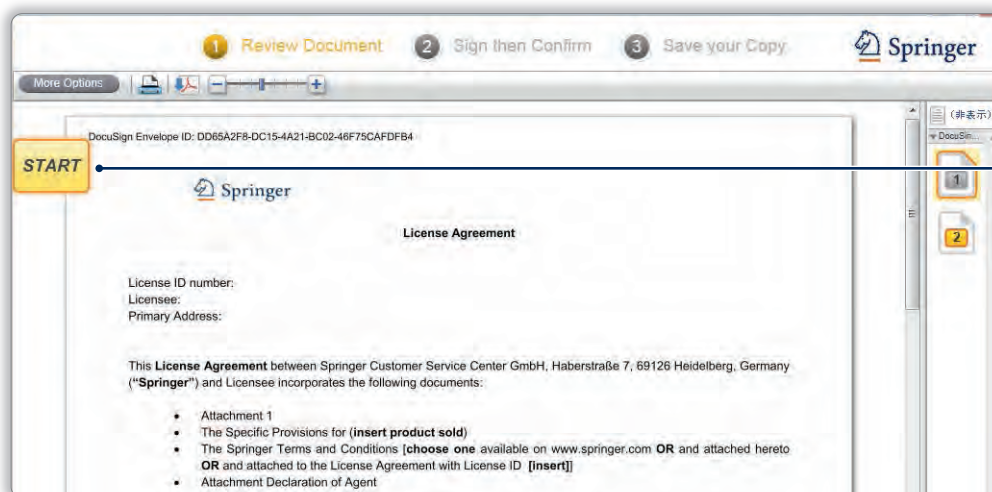 1 Review Document 2 Sign then Confirm 3 Save your Copy Springer
More Options
(非表示)
DocuSign Envelope ID: DD65A2F8-DC15-4A21-BC02-46F75CAFDFB4
DocuSin...
START
1
Springer
2
License Agreement
License ID number:
Licensee:
Primary Address:
This License Agreement between Springer Customer Service Center GmbH, Haberstraße 7, 69126 Heidelberg, Germany
("Springer") and Licensee incorporates the following documents:
• Attachment 1
• The Specific Provisions for (insert product sold)
• The Springer Terms and Conditions [choose one available on www.springer.com OR and attached hereto
OR and attached to the License Agreement with License ID [insert]]
• Attachment Declaration of Agent